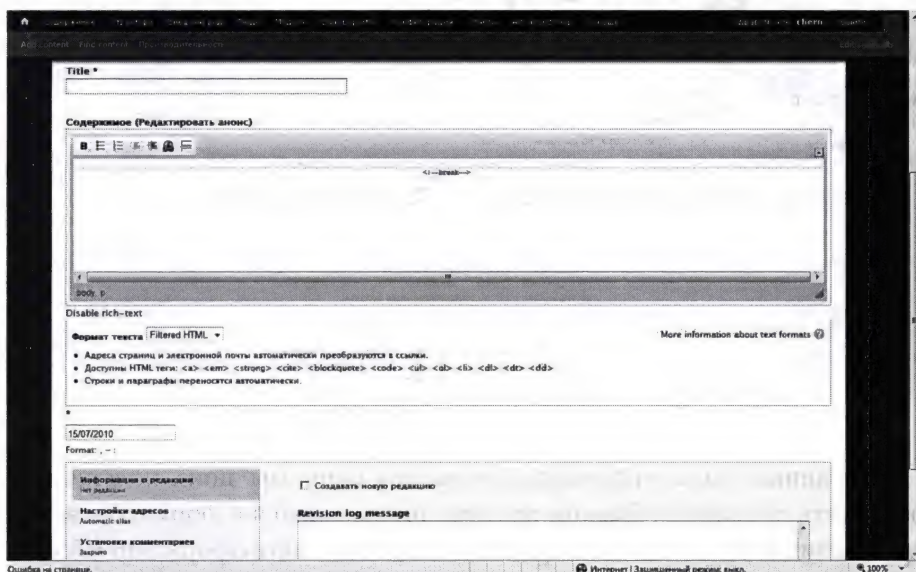 chern
Add content Find content
Title *
Содержимое (Редактировать анонс)
B
<!--break-->
body p
Disable rich-text
Формат текста Filtered HTML More information about text formats
• Адреса страниц и электронной почты автоматически преобразуются в ссылки.
• Доступны HTML теги: <a> <em> <strong> <cite> <blockquote> <code> <ul> <ol> <li> <dl> <dt> <dd>
• Строки и параграфы переносятся автоматически.
*
15/07/2010
Format: , - :
Информация о редакции
Нет редакции
Создавать новую редакцию
Настройки адресов
Automatic alias
Revision log message
Установки комментариев
Закрыто
Ошибка на странице. Интернет | Защищенный режим: выкл. 100%